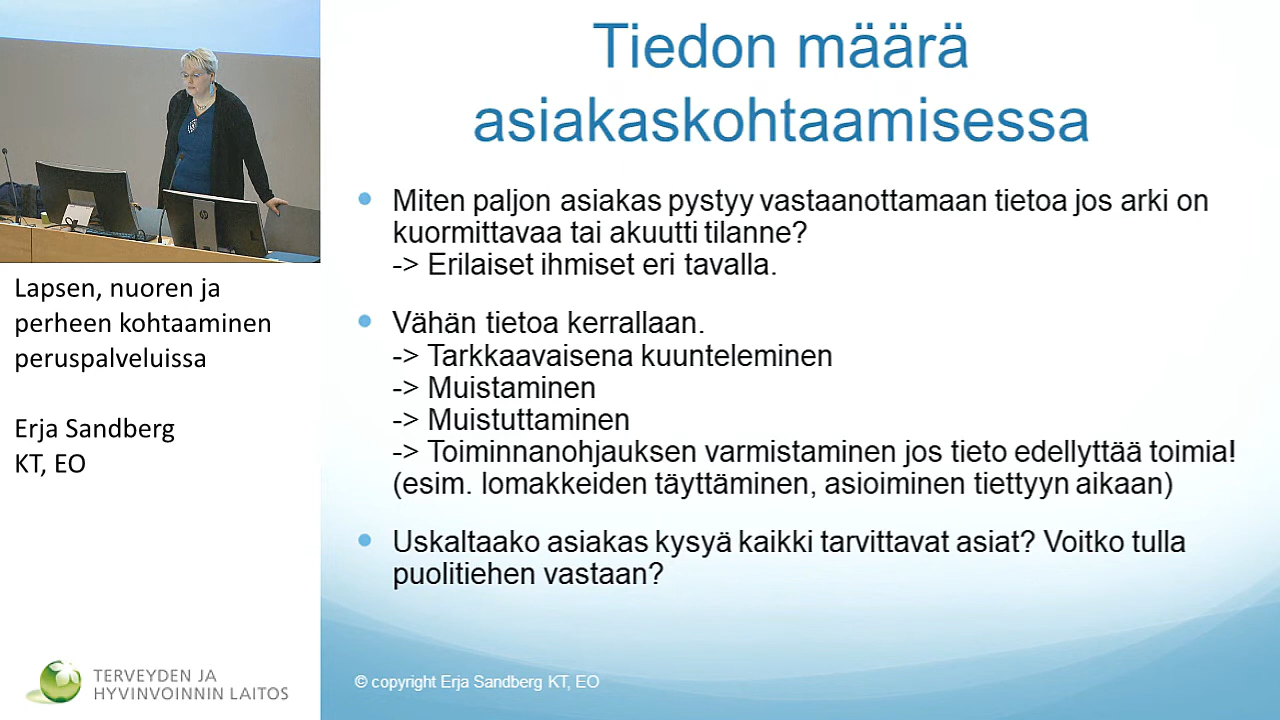 Tiedon määrä
asiakaskohtaamisessa
Miten paljon asiakas pystyy vastaanottamaan tietoa jos arki on
kuormittavaa tai akuutti tilanne?
-> Erilaiset ihmiset eri tavalla.
Vähän tietoa kerrallaan.
-> Tarkkaavaisena kuunteleminen
-> Muistaminen
-> Muistuttaminen
-> Toiminnanohjauksen varmistaminen jos tieto edellyttää toimia!
(esim. lomakkeiden täyttäminen, asioiminen tiettyyn aikaan)
Uskaltaako asiakas kysyä kaikki tarvittavat asiat? Voitko tulla
puolitiehen vastaan?
© copyright Erja Sandberg KT, EO
Lapsen, nuoren ja
perheen kohtaaminen
peruspalveluissa
Erja Sandberg
KT, EO
TERVEYDEN JA
HYVINVOINNIN LAITOS
hp